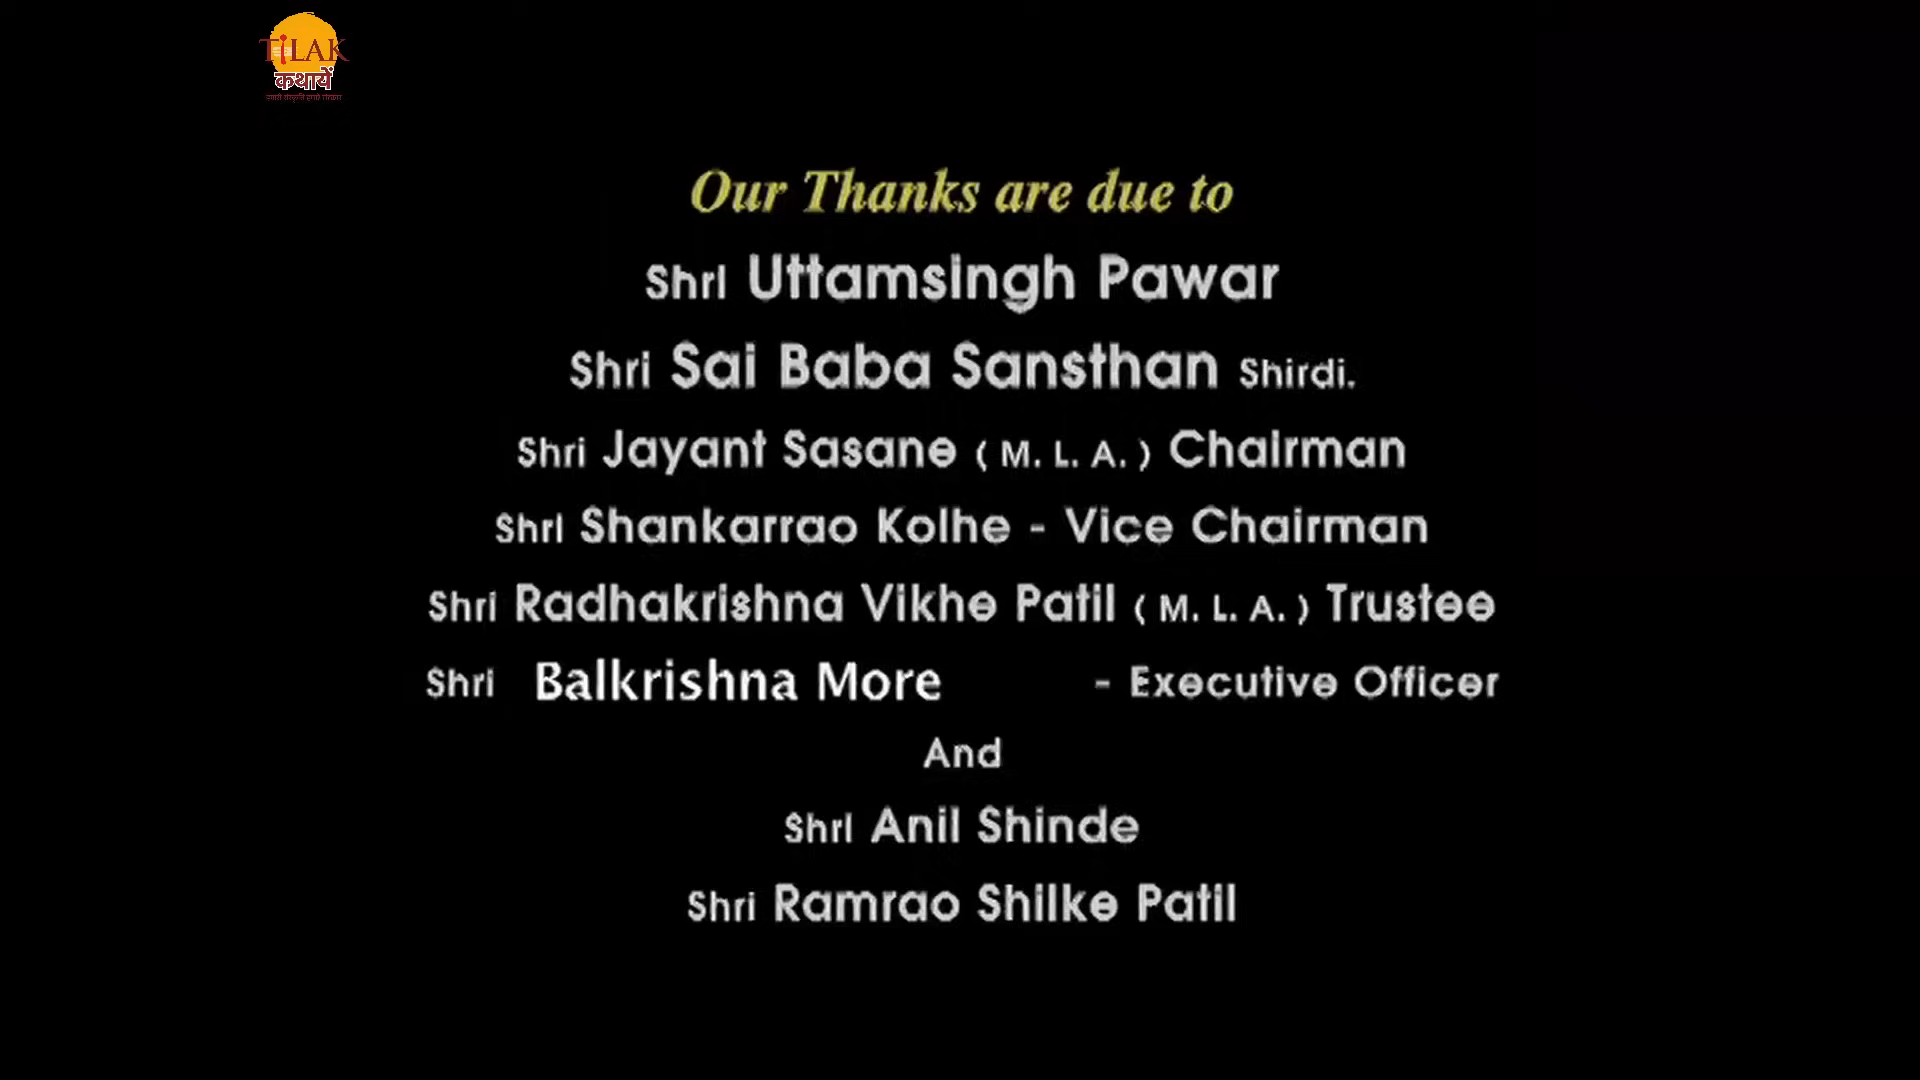 TiLAK
कथायें
Our Thanks are due to
Shri Uttamsingh Pawar
Shri Sai Baba Sansthan Shirdi.
Shri Jayant Sasane ( M. L. A. ) Chairman
Shri Shankarrao Kolhe - Vice Chairman
Shri Radhakrishna Vikhe Patil ( M. L. A. ) Trustee
Shri Balkrishna More - Executive Officer
And
Shri Anil Shinde
Shri Ramrao Shilke Patil